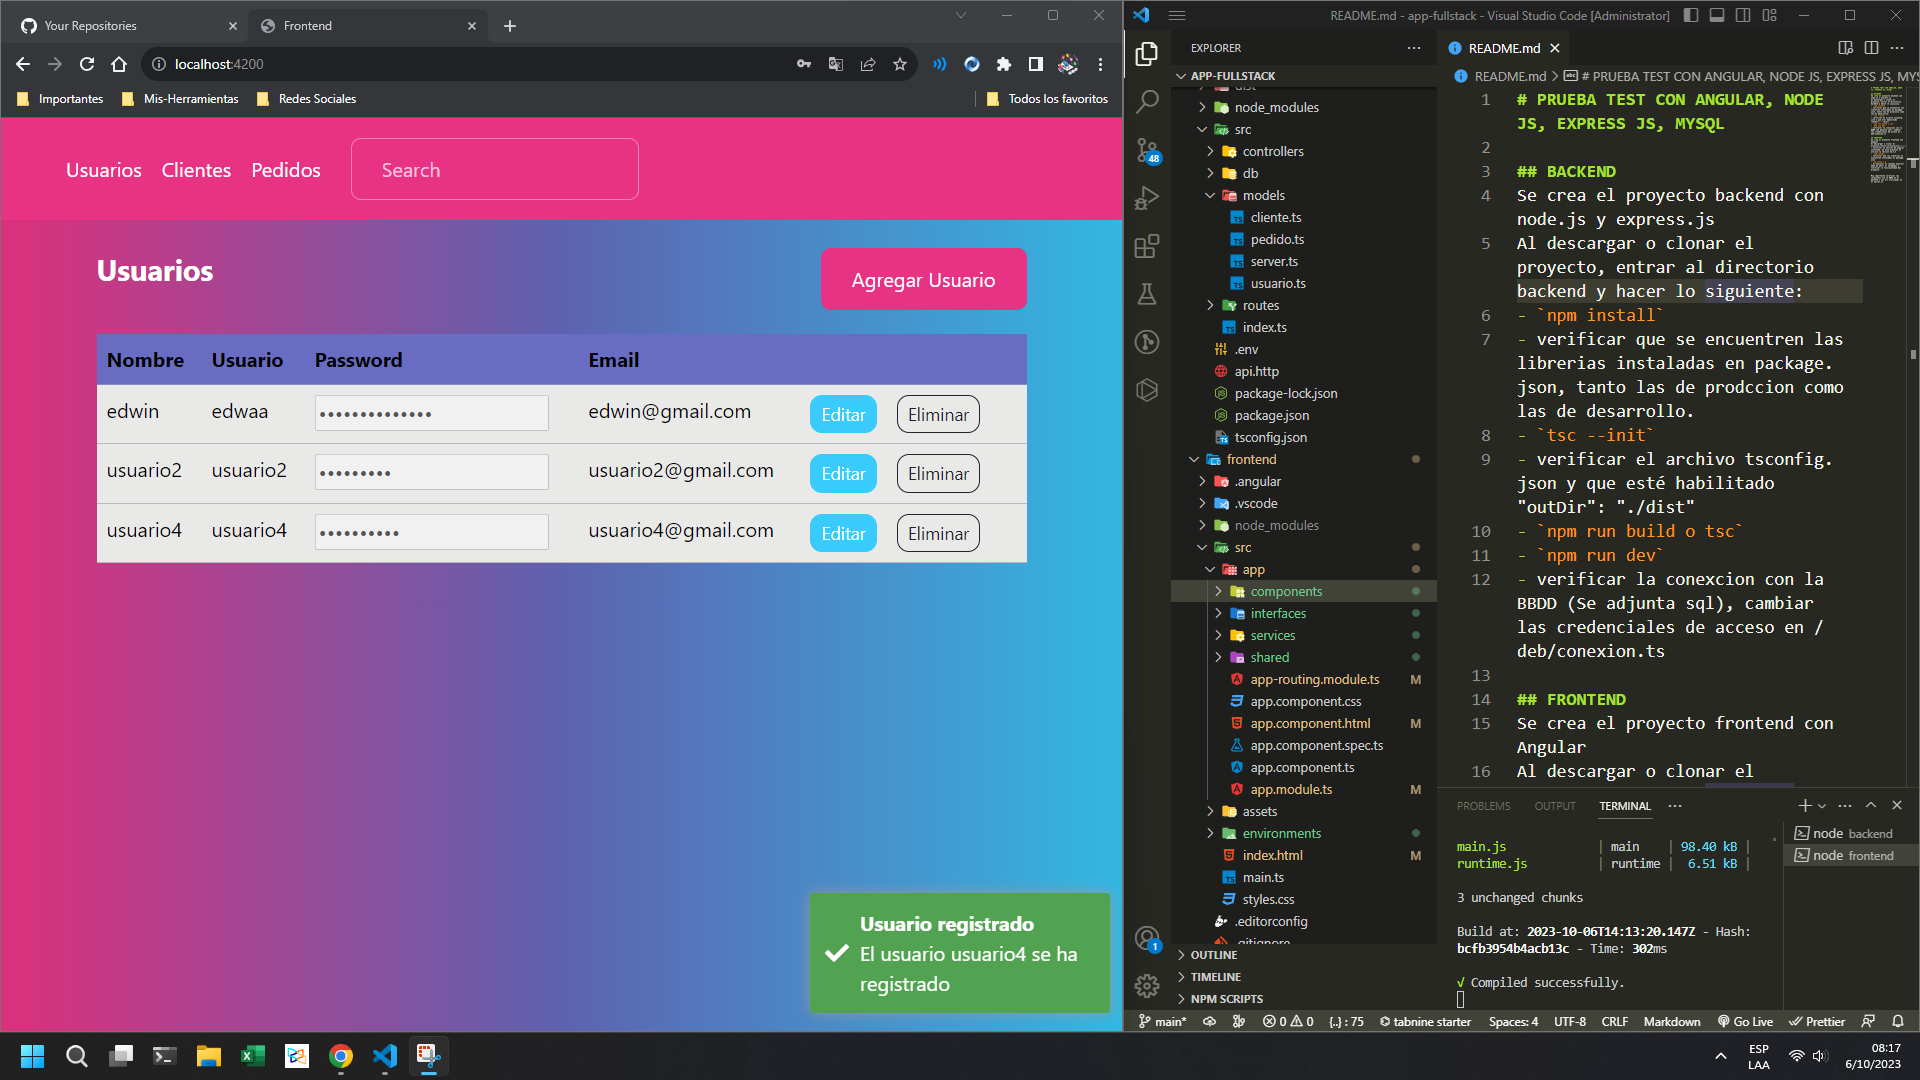 Your Repositories
Frontend
localhost:4200
Importantes
Mis-Herramientas
Redes Sociales
Todos los favoritos
Usuarios
Clientes
Pedidos
Search
Usuarios
Agregar Usuario
Nombre Usuario Password Email
edwin edwaa •••••••••••••• edwin@gmail.com Editar Eliminar
usuario2 usuario2 ••••••••• usuario2@gmail.com Editar Eliminar
usuario4 usuario4 •••••••••• usuario4@gmail.com Editar Eliminar
Usuario registrado
El usuario usuario4 se ha
registrado
README.md - app-fullstack - Visual Studio Code [Administrator]
48
1
EXPLORER
APP-FULLSTACK
dist
node_modules
src
controllers
db
models
cliente.ts
pedido.ts
server.ts
usuario.ts
routes
index.ts
.env
api.http
package-lock.json
package.json
tsconfig.json
frontend
.angular
.vscode
node_modules
src
app
components
interfaces
services
shared
app-routing.module.ts M
app.component.css
app.component.html M
app.component.spec.ts
app.component.ts
app.module.ts M
assets
environments
index.html M
main.ts
styles.css
.editorconfig
.gitignore
OUTLINE
TIMELINE
NPM SCRIPTS
README.md
README.md > # PRUEBA TEST CON ANGULAR, NODE JS, EXPRESS JS, MYS
1 # PRUEBA TEST CON ANGULAR, NODE
JS, EXPRESS JS, MYSQL
2
3 ## BACKEND
4 Se crea el proyecto backend con
node.js y express.js
5 Al descargar o clonar el
proyecto, entrar al directorio
backend y hacer lo siguiente:
6 - `npm install`
7 - verificar que se encuentren las
librerias instaladas en package.
json, tanto las de prodccion como
las de desarrollo.
8 - `tsc --init`
9 - verificar el archivo tsconfig.
json y que esté habilitado
"outDir": "./dist"
10 - `npm run build o tsc`
11 - `npm run dev`
12 - verificar la conexcion con la
BBDD (Se adjunta sql), cambiar
las credenciales de acceso en /
deb/conexion.ts
13
14 ## FRONTEND
15 Se crea el proyecto frontend con
Angular
16 Al descargar o clonar el
PROBLEMS OUTPUT TERMINAL
main.js | main | 98.40 kB |
runtime.js | runtime | 6.51 kB |
3 unchanged chunks
Build at: 2023-10-06T14:13:20.147Z - Hash:
bcfb3954b4acb13c - Time: 302ms
√ Compiled successfully.
node backend
node frontend
main* 0 0 {..} : 75 tabnine starter Spaces: 4 UTF-8 CRLF Markdown Go Live Prettier
ESP
LAA
08:17
6/10/2023